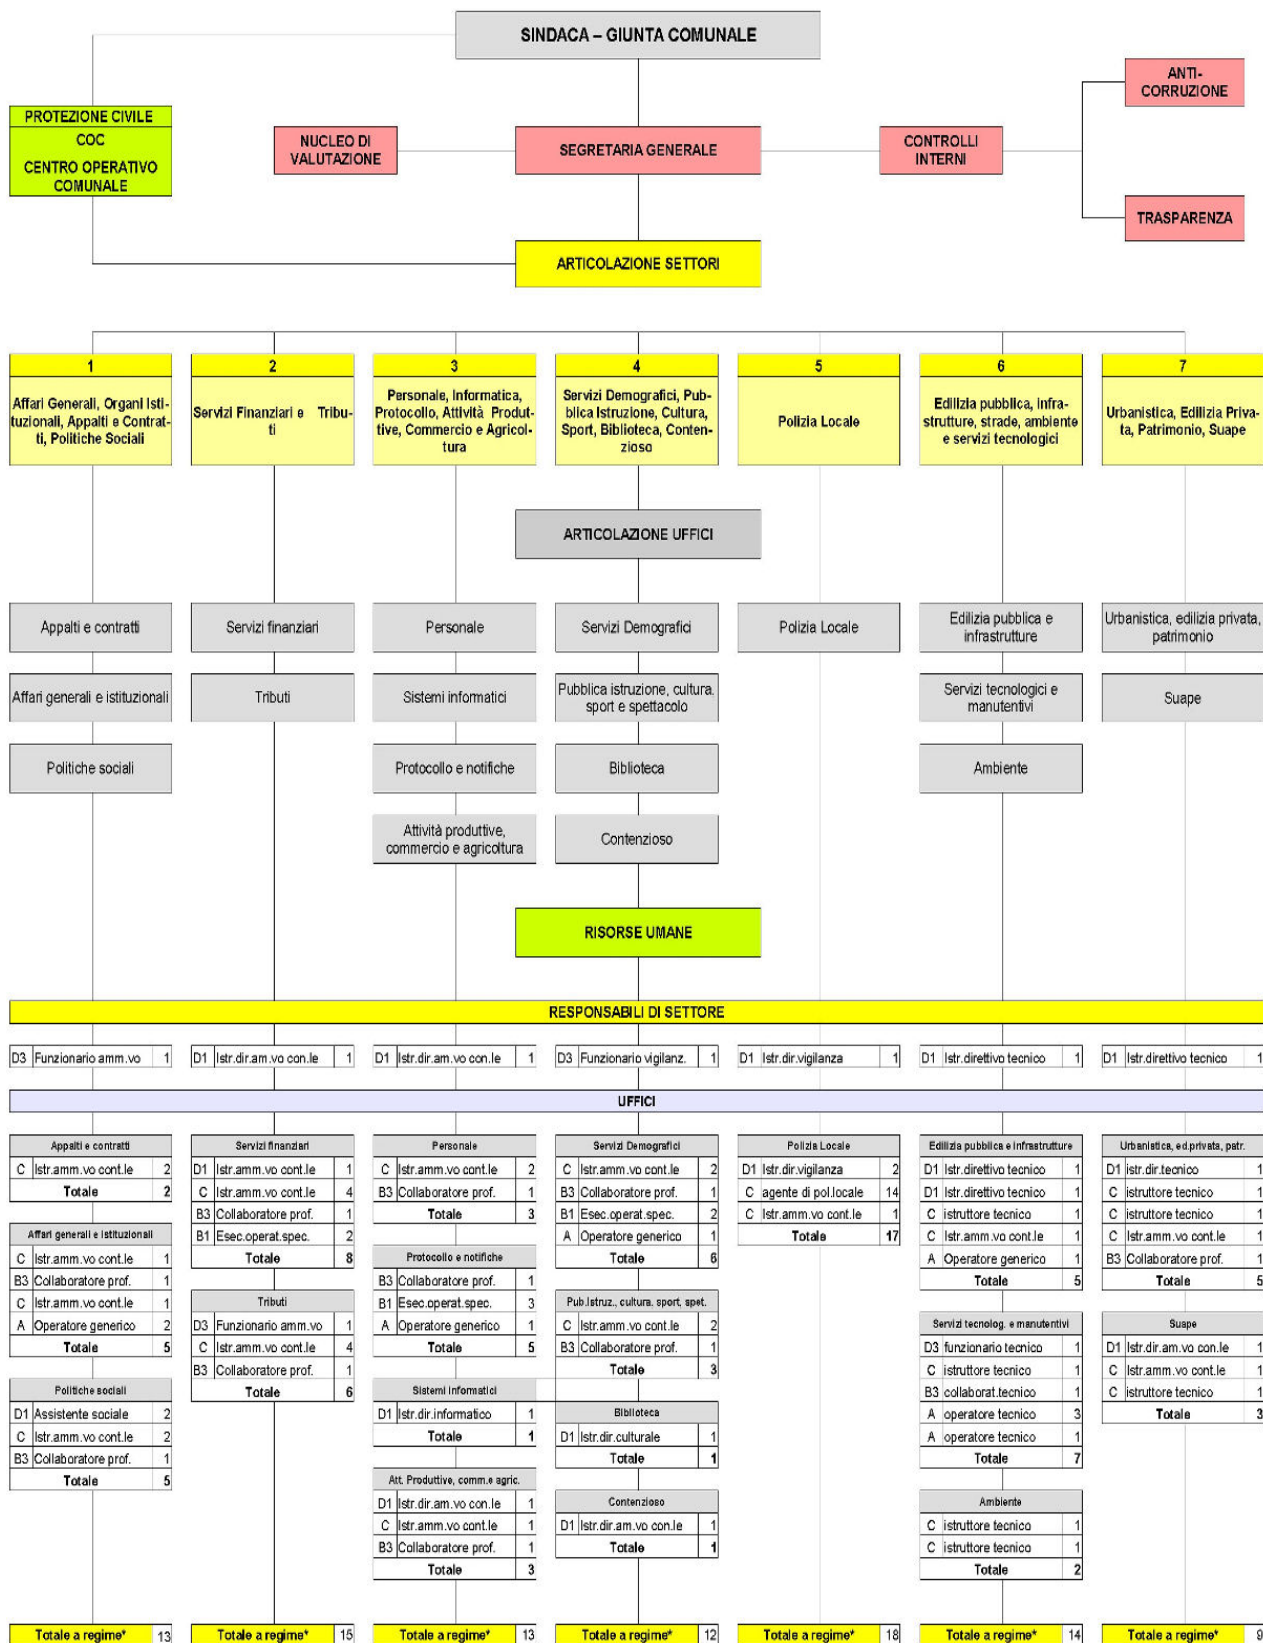 SINDACA – GIUNTA COMUNALE
ANTI-
CORRUZIONE
PROTEZIONE CIVILE
COC
CENTRO OPERATIVO
COMUNALE
NUCLEO DI
VALUTAZIONE
SEGRETARIA GENERALE
CONTROLLI
INTERNI
TRASPARENZA
ARTICOLAZIONE SETTORI
1
Affari Generali, Organi Isti-
tuzionali, Appalti e Contrat-
ti, Politiche Sociali
2
Servizi Finanziari e Tribu-
ti
3
Personale, Informatica,
Protocollo, Attività Produt-
tive, Commercio e Agricol-
tura
4
Servizi Demografici, Pub-
blica Istruzione, Cultura,
Sport, Biblioteca, Conten-
zioso
5
Polizia Locale
6
Edilizia pubblica, infra-
strutture, strade, ambiente
e servizi tecnologici
7
Urbanistica, Edilizia Priva-
ta, Patrimonio, Suape
ARTICOLAZIONE UFFICI
Appalti e contratti
Servizi finanziari
Personale
Servizi Demografici
Polizia Locale
Edilizia pubblica e
infrastrutture
Urbanistica, edilizia privata,
patrimonio
Affari generali e istituzionali
Tributi
Sistemi informatici
Pubblica istruzione, cultura.
sport e spettacolo
Servizi tecnologici e
manutentivi
Suape
Politiche sociali
Protocollo e notifiche
Biblioteca
Ambiente
Attività produttive,
commercio e agricoltura
Contenzioso
RISORSE UMANE
RESPONSABILI DI SETTORE
D3 Funzionario amm.vo 1
D1 Istr.dir.am.vo con.le 1
D1 Istr.dir.am.vo con.le 1
D3 Funzionario vigilanz. 1
D1 Istr.dir.vigilanza 1
D1 Istr.direttivo tecnico 1
D1 Istr.direttivo tecnico 1
UFFICI
Appalti e contratti
C Istr.amm.vo cont.le 2
Totale 2
Affari generali e istituzionali
C Istr.amm.vo cont.le 1
B3 Collaboratore prof. 1
C Istr.amm.vo cont.le 1
A Operatore generico 2
Totale 5
Politiche sociali
D1 Assistente sociale 2
C Istr.amm.vo cont.le 2
B3 Collaboratore prof. 1
Totale 5
Servizi finanziari
D1 Istr.amm.vo cont.le 1
C Istr.amm.vo cont.le 4
B3 Collaboratore prof. 1
B1 Esec.operat.spec. 2
Totale 8
Tributi
D3 Funzionario amm.vo 1
C Istr.amm.vo cont.le 4
B3 Collaboratore prof. 1
Totale 6
Personale
C Istr.amm.vo cont.le 2
B3 Collaboratore prof. 1
Totale 3
Protocollo e notifiche
B3 Collaboratore prof. 1
B1 Esec.operat.spec. 3
A Operatore generico 1
Totale 5
Sistemi informatici
D1 Istr.dir.informatico 1
Totale 1
Att. Produttive, comm.e agric.
D1 Istr.dir.am.vo con.le 1
C Istr.amm.vo cont.le 1
B3 Collaboratore prof. 1
Totale 3
Servizi Demografici
C Istr.amm.vo cont.le 2
B3 Collaboratore prof. 1
B1 Esec.operat.spec. 2
A Operatore generico 1
Totale 6
Pub.Istruz., cultura. sport, spet.
C Istr.amm.vo cont.le 2
B3 Collaboratore prof. 1
Totale 3
Biblioteca
D1 Istr.dir.culturale 1
Totale 1
Contenzioso
D1 Istr.dir.am.vo con.le 1
Totale 1
Polizia Locale
D1 Istr.dir.vigilanza 2
C agente di pol.locale 14
C Istr.amm.vo cont.le 1
Totale 17
Edilizia pubblica e infrastrutture
D1 Istr.direttivo tecnico 1
D1 Istr.direttivo tecnico 1
C istruttore tecnico 1
C Istr.amm.vo cont.le 1
A Operatore generico 1
Totale 5
Servizi tecnolog. e manutentivi
D3 funzionario tecnico 1
C istruttore tecnico 1
B3 collaborat.tecnico 1
A operatore tecnico 3
A operatore tecnico 1
Totale 7
Ambiente
C istruttore tecnico 1
C istruttore tecnico 1
Totale 2
Urbanistica, ed.privata, patr.
D1 istr.dir.tecnico 1
C istruttore tecnico 1
C istruttore tecnico 1
C Istr.amm.vo cont.le 1
B3 Collaboratore prof. 1
Totale 5
Suape
D1 Istr.dir.am.vo con.le 1
C Istr.amm.vo cont.le 1
C istruttore tecnico 1
Totale 3
Totale a regime* 13
Totale a regime* 15
Totale a regime* 13
Totale a regime* 12
Totale a regime* 18
Totale a regime* 14
Totale a regime* 9